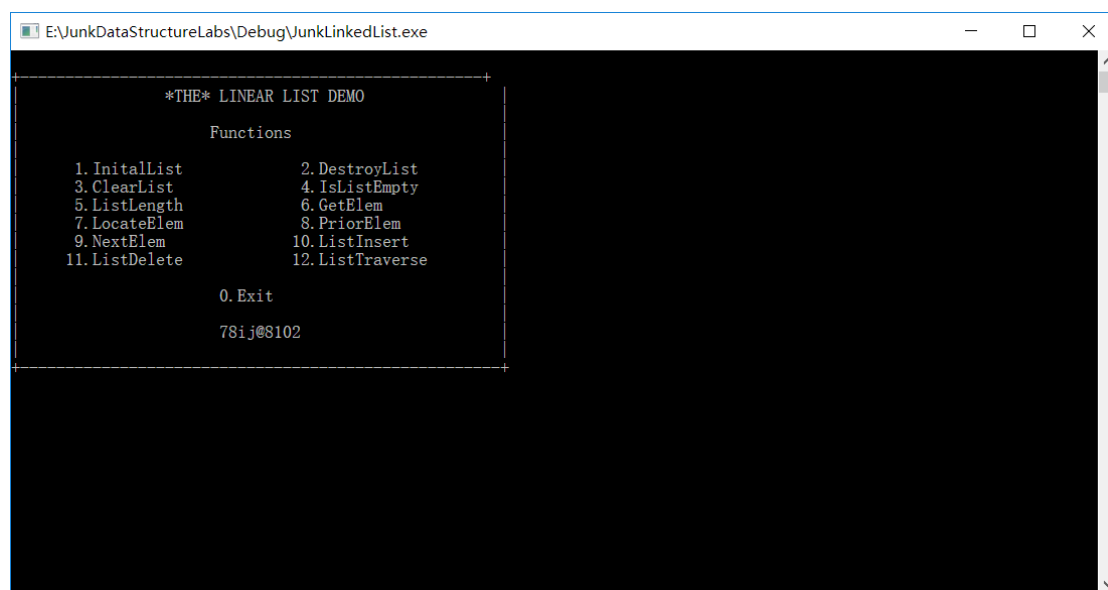 E:\JunkDataStructureLabs\Debug\JunkLinkedList.exe
*THE* LINEAR LIST DEMO
Functions
1.InitalList 2.DestroyList
3.ClearList 4.IsListEmpty
5.ListLength 6.GetElem
7.LocateElem 8.PriorElem
9.NextElem 10.ListInsert
11.ListDelete 12.ListTraverse
0.Exit
78ij@8102